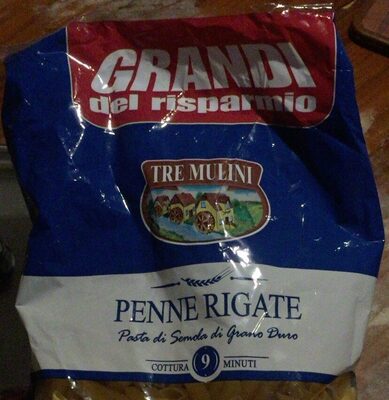 GRANDI
del risparmio
TRE MULINI
PENNE RIGATE
Pasta di Semola di Grano Duro
COTTURA 9 MINUTI